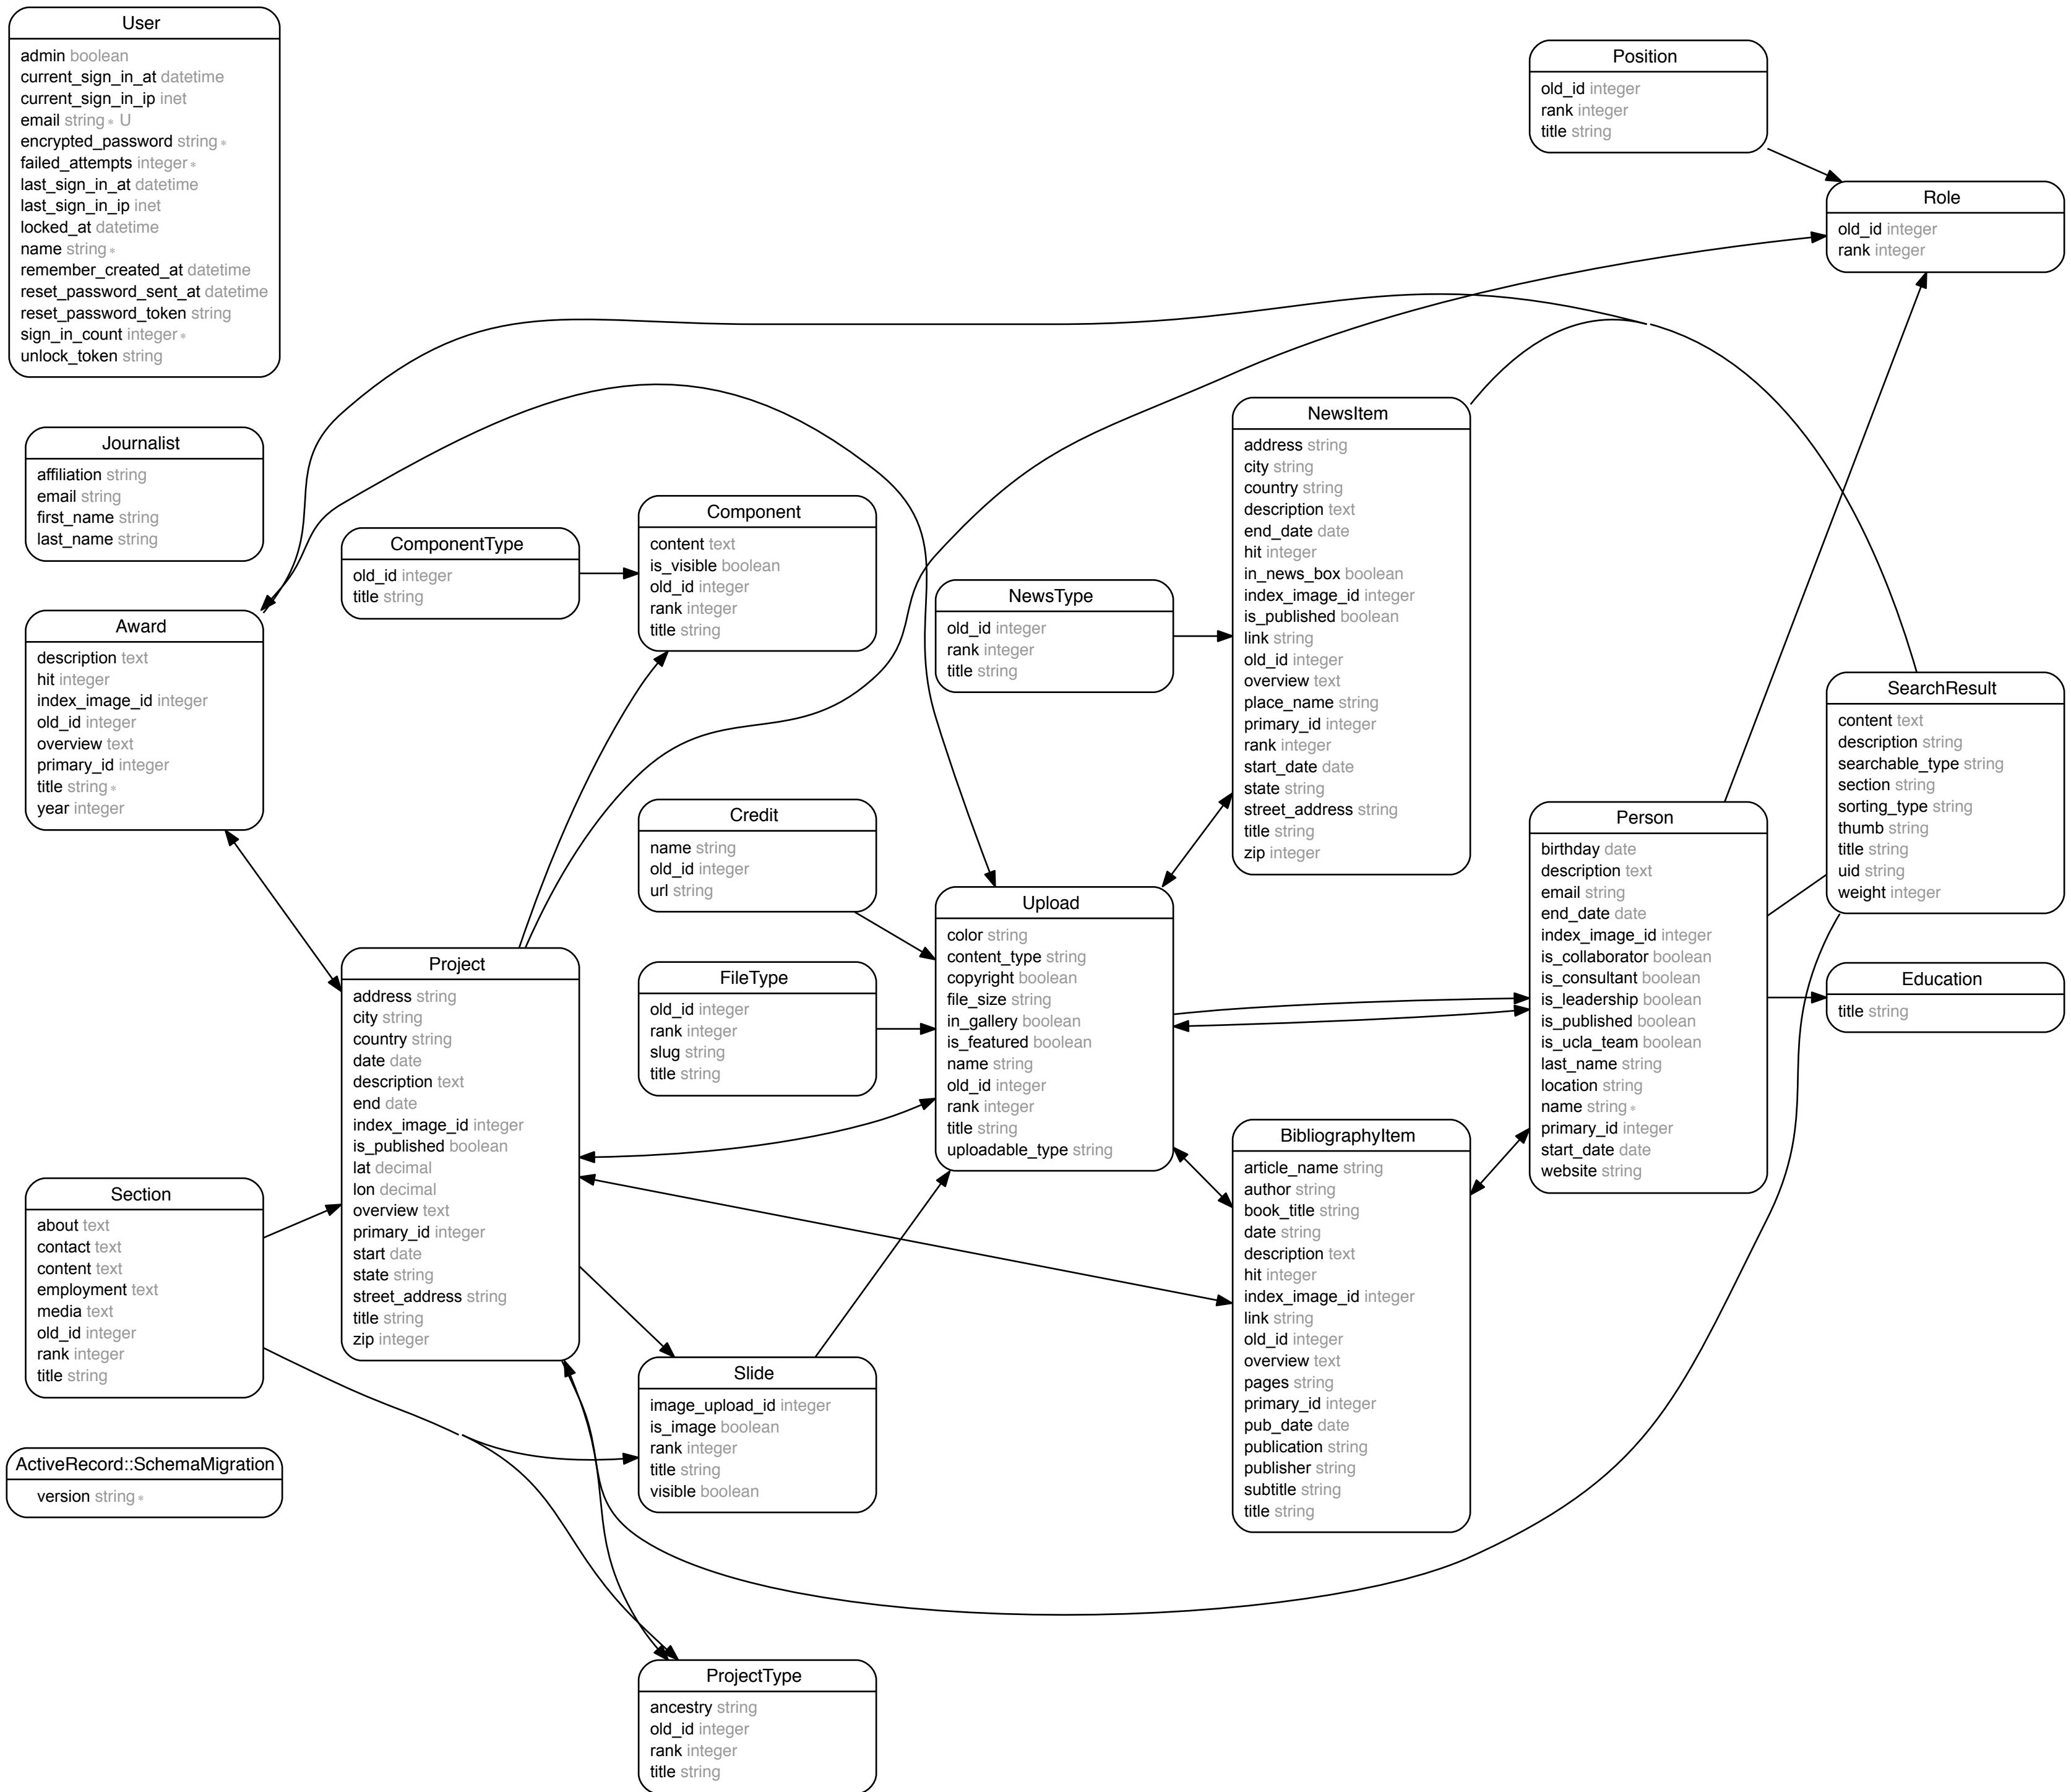 User
admin boolean
current_sign_in_at datetime
current_sign_in_ip inet
email string * U
encrypted_password string *
failed_attempts integer *
last_sign_in_at datetime
last_sign_in_ip inet
locked_at datetime
name string *
remember_created_at datetime
reset_password_sent_at datetime
reset_password_token string
sign_in_count integer *
unlock_token string
Position
old_id integer
rank integer
title string
Role
old_id integer
rank integer
Journalist
affiliation string
email string
first_name string
last_name string
ComponentType
old_id integer
title string
Component
content text
is_visible boolean
old_id integer
rank integer
title string
NewsType
old_id integer
rank integer
title string
NewsItem
address string
city string
country string
description text
end_date date
hit integer
in_news_box boolean
index_image_id integer
is_published boolean
link string
old_id integer
overview text
place_name string
primary_id integer
rank integer
start_date date
state string
street_address string
title string
zip integer
Award
description text
hit integer
index_image_id integer
old_id integer
overview text
primary_id integer
title string *
year integer
SearchResult
content text
description string
searchable_type string
section string
sorting_type string
thumb string
title string
uid string
weight integer
Credit
name string
old_id integer
url string
Person
birthday date
description text
email string
end_date date
index_image_id integer
is_collaborator boolean
is_consultant boolean
is_leadership boolean
is_published boolean
is_ucla_team boolean
last_name string
location string
name string *
primary_id integer
start_date date
website string
Upload
color string
content_type string
copyright boolean
file_size string
in_gallery boolean
is_featured boolean
name string
old_id integer
rank integer
title string
uploadable_type string
Project
address string
city string
country string
date date
description text
end date
index_image_id integer
is_published boolean
lat decimal
lon decimal
overview text
primary_id integer
start date
state string
street_address string
title string
zip integer
FileType
old_id integer
rank integer
slug string
title string
Education
title string
BibliographyItem
article_name string
author string
book_title string
date string
description text
hit integer
index_image_id integer
link string
old_id integer
overview text
pages string
primary_id integer
pub_date date
publication string
publisher string
subtitle string
title string
Section
about text
contact text
content text
employment text
media text
old_id integer
rank integer
title string
Slide
image_upload_id integer
is_image boolean
rank integer
title string
visible boolean
ActiveRecord::SchemaMigration
version string *
ProjectType
ancestry string
old_id integer
rank integer
title string